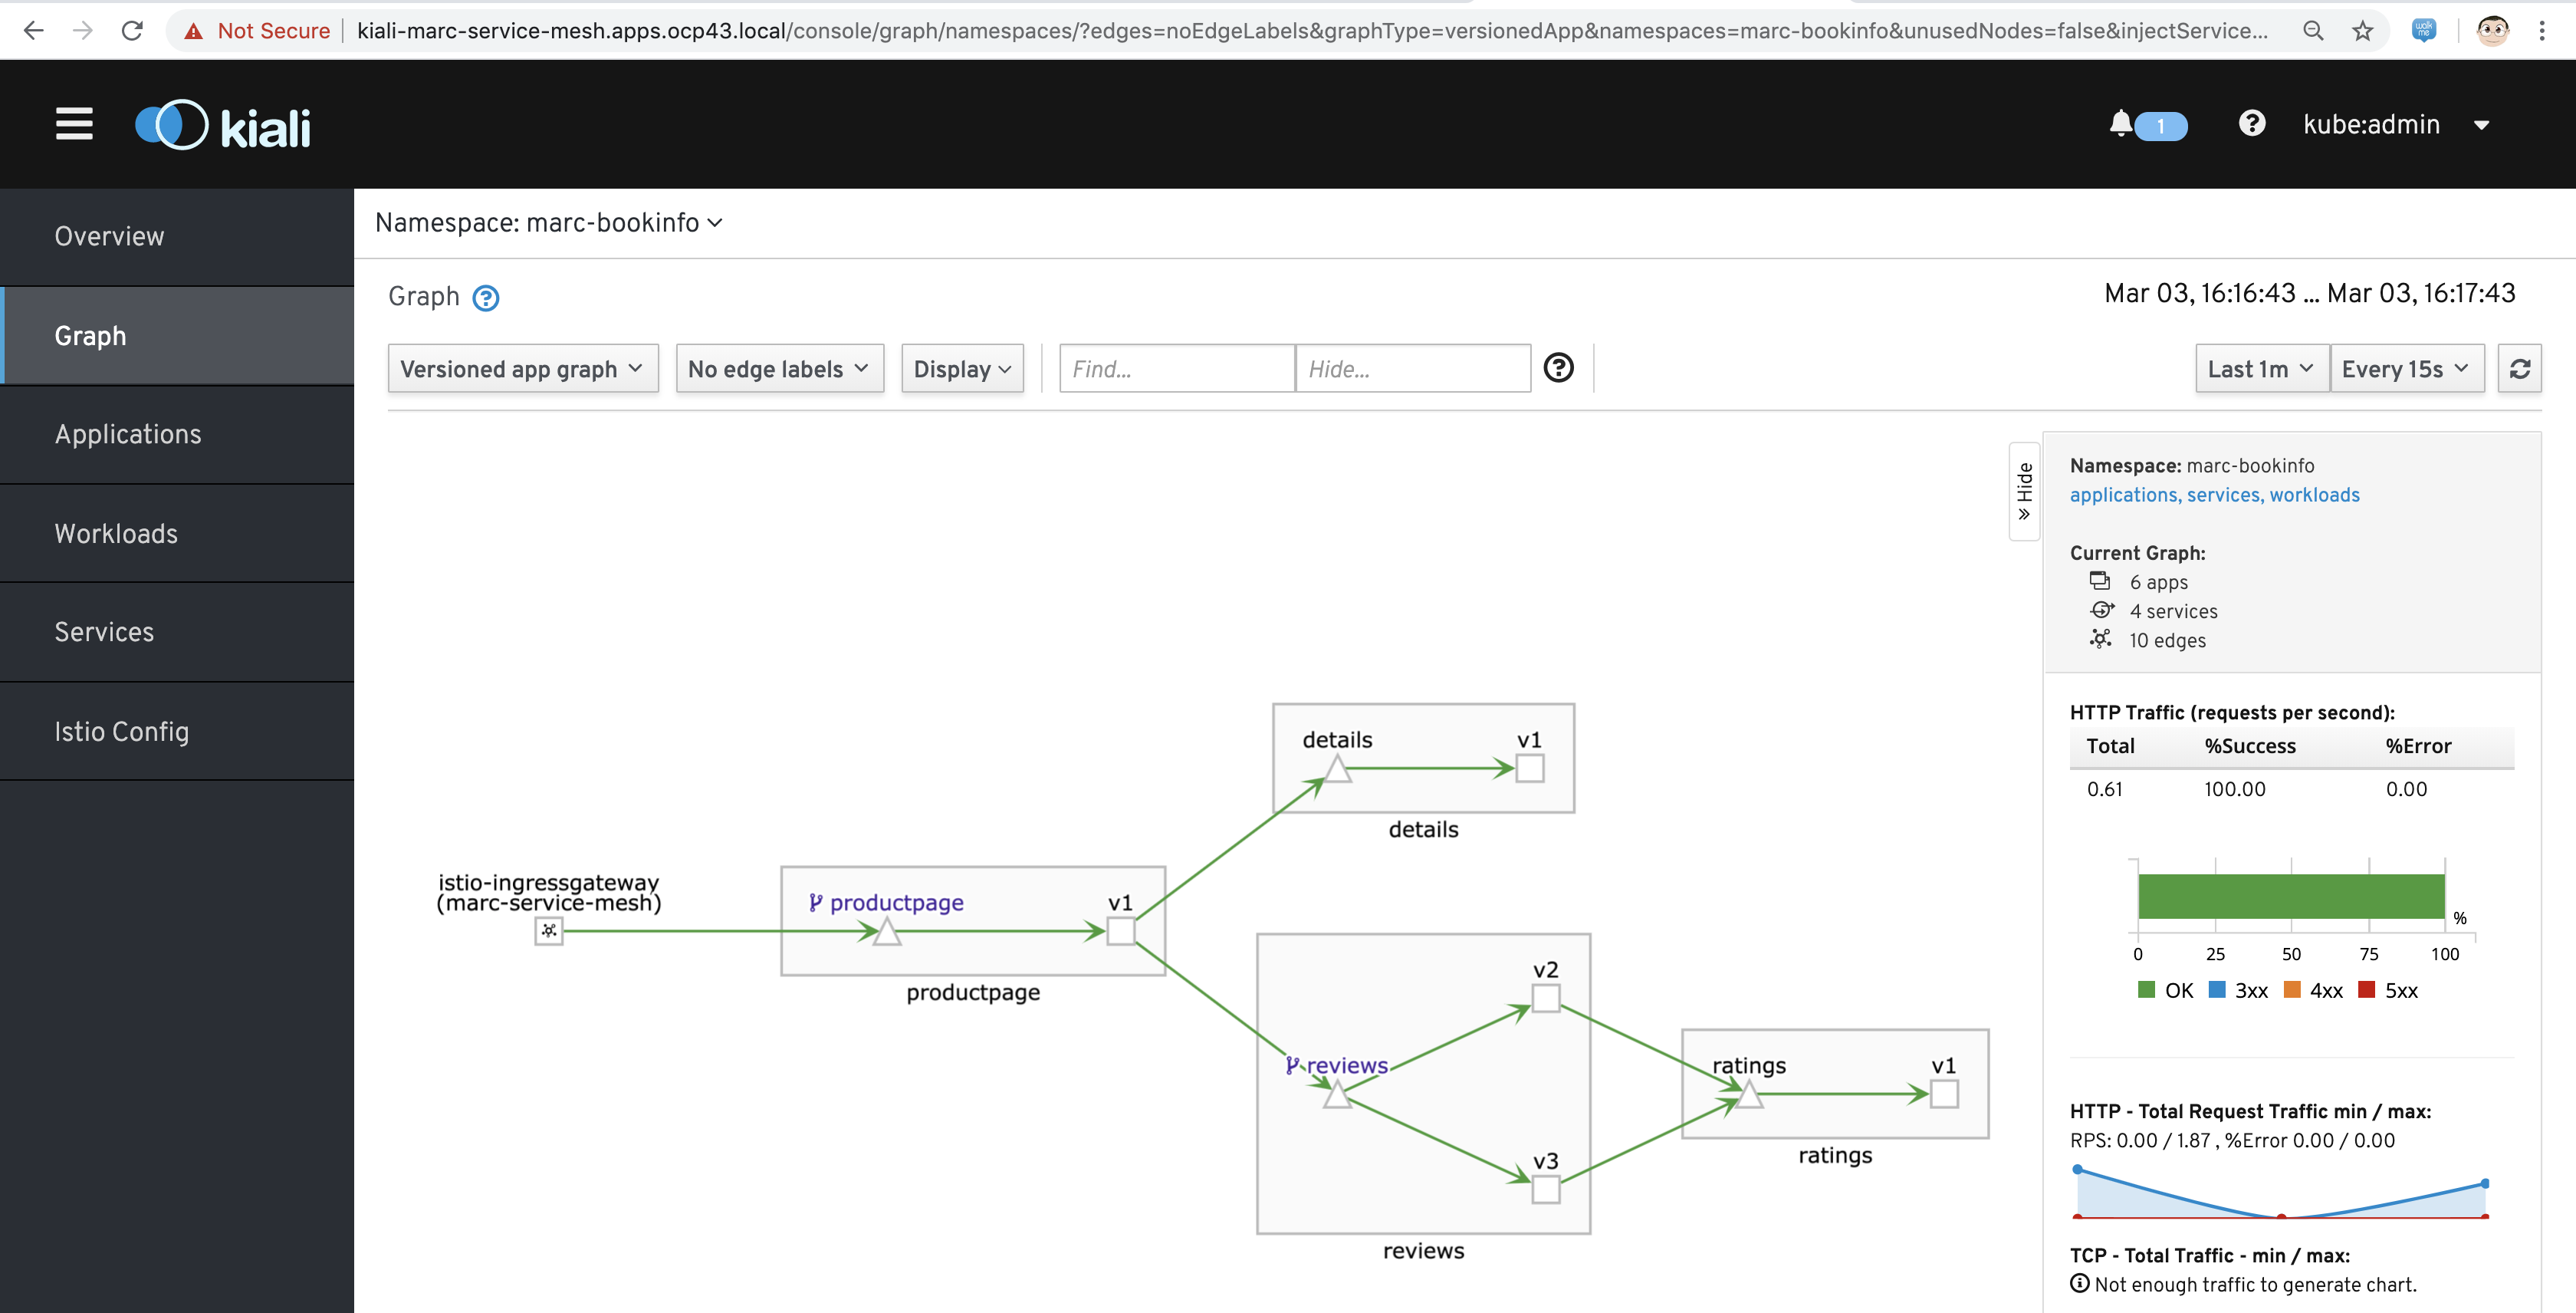 Not Secure kiali-marc-service-mesh.apps.ocp43.local/console/graph/namespaces/?edges=noEdgeLabels&graphType=versionedApp&namespaces=marc-bookinfo&unusedNodes=false&injectService... walk me
kiali 1 kube:admin
Overview
Graph
Applications
Workloads
Services
Istio Config
Namespace: marc-bookinfo
Graph
Mar 03, 16:16:43 ... Mar 03, 16:17:43
Versioned app graph No edge labels Display Find... Hide... Last 1m Every 15s
details v1
details
istio-ingressgateway
(marc-service-mesh)
productpage v1
productpage
v2
reviews
v3
reviews
ratings v1
ratings
Hide
Namespace: marc-bookinfo
applications, services, workloads
Current Graph:
6 apps
4 services
10 edges
HTTP Traffic (requests per second):
Total %Success %Error
0.61 100.00 0.00
%
0 25 50 75 100
OK 3xx 4xx 5xx
HTTP - Total Request Traffic min / max:
RPS: 0.00 / 1.87 , %Error 0.00 / 0.00
TCP - Total Traffic - min / max:
Not enough traffic to generate chart.